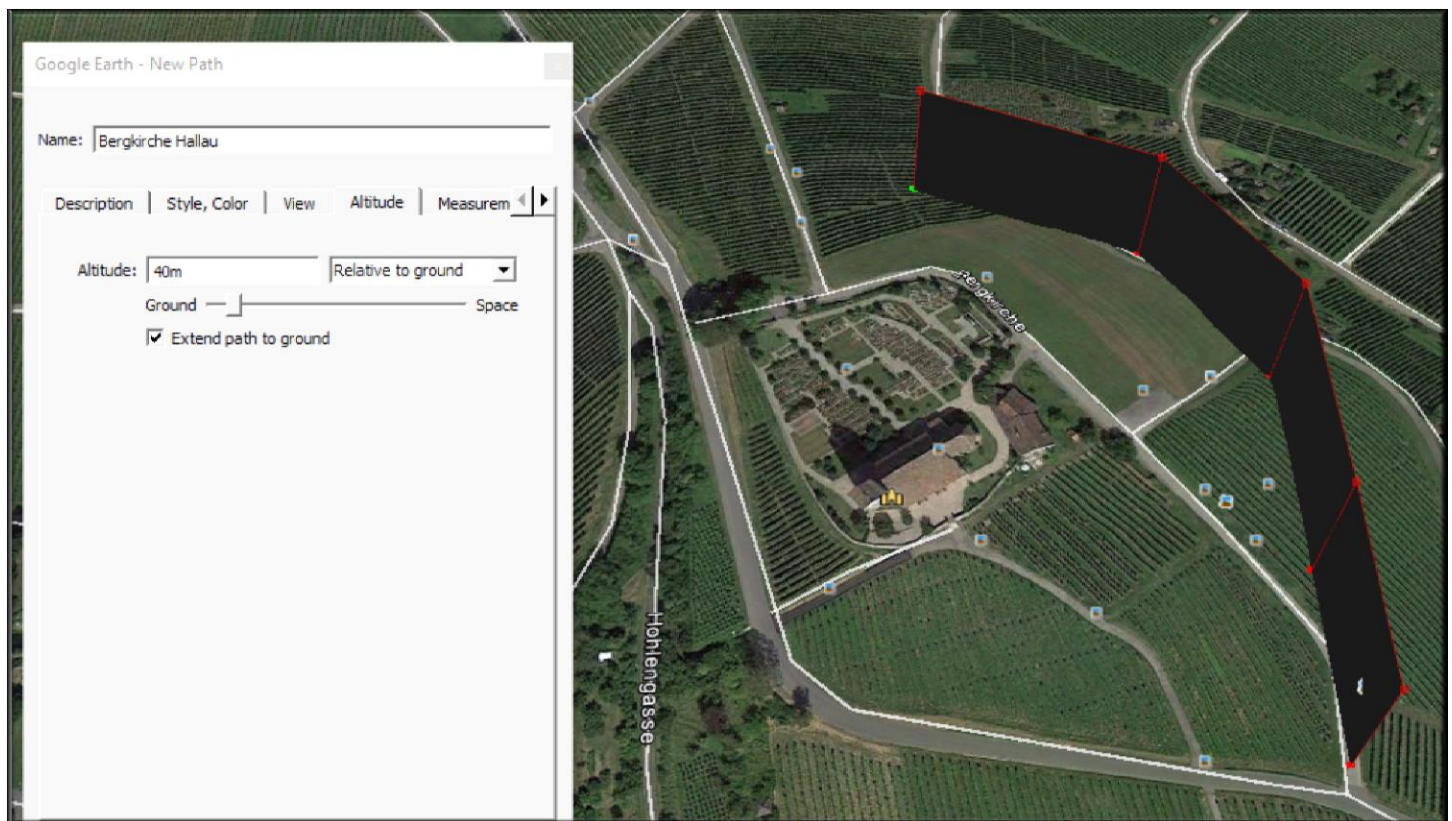 Google Earth - New Path
Name: Bergkirche Hallau
Description Style, Color View Altitude Measurem
Altitude: 40m Relative to ground
Ground Space
Extend path to ground
Bergkirche
Hohlengasse